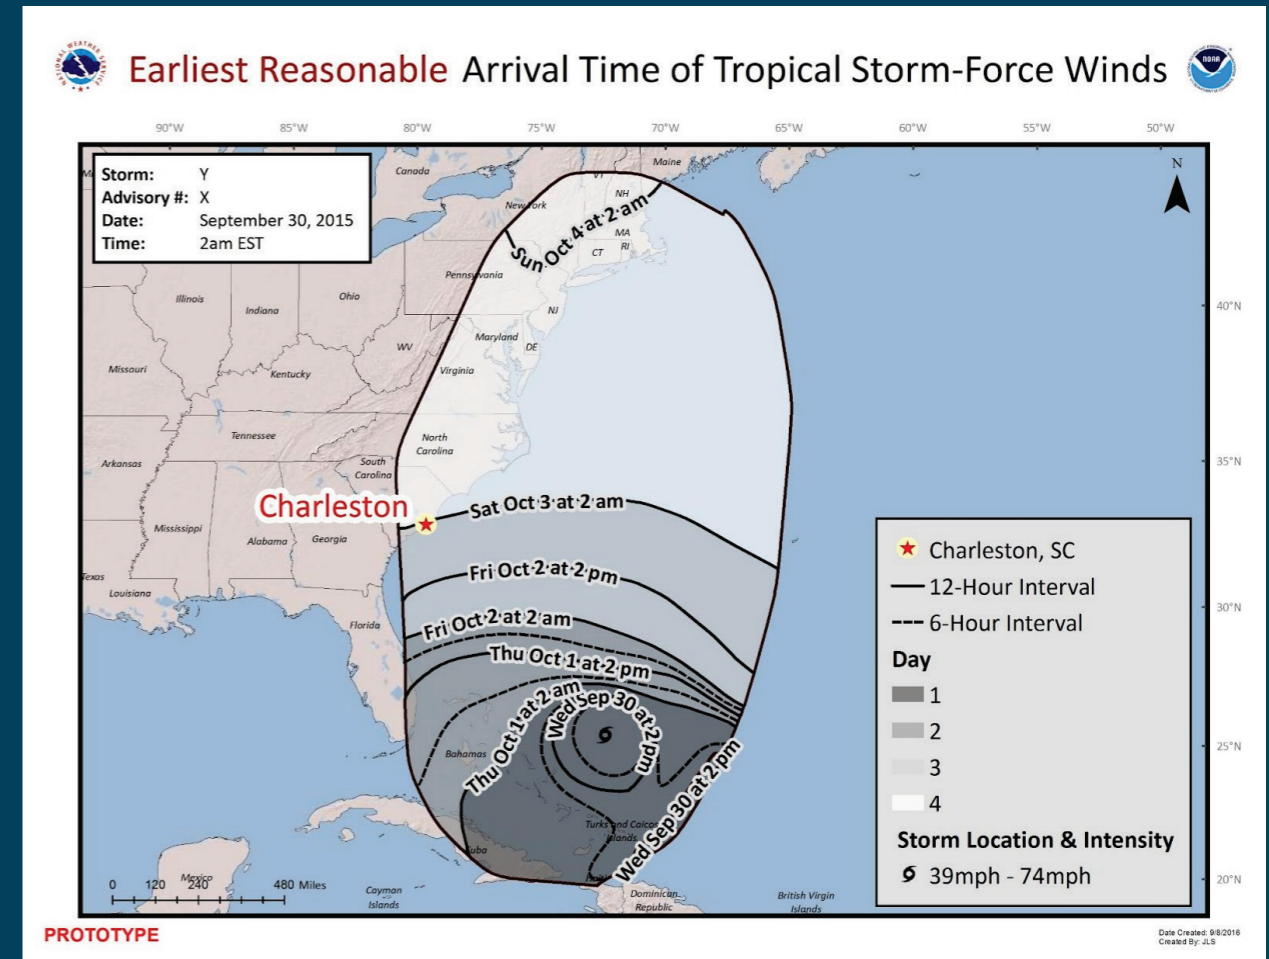 Earliest Reasonable Arrival Time of Tropical Storm-Force Winds
NATIONAL WEATHER SERVICE
NOAA
90°W 85°W 80°W 75°W 70°W 65°W 60°W 55°W 50°W
Storm: Y
Advisory #: X
Date: September 30, 2015
Time: 2am EST
N
Canada
Maine
VT
NH
New York
MA
RI
CT
Sun Oct 4 at 2 am
Pennsylvania
NJ
Illinois
Indiana
Ohio
Maryland
DE
WV
Virginia
Missouri
Kentucky
Tennessee
North
Carolina
South
Carolina
Arkansas
Charleston
Mississippi
Alabama
Georgia
Texas
Louisiana
Florida
40°N
35°N
30°N
25°N
20°N
Sat Oct 3 at 2 am
Fri Oct 2 at 2 pm
Fri Oct 2 at 2 am
Thu Oct 1 at 2 pm
Thu Oct 1 at 2 am
Wed Sep 30 at 2 pm
Wed Sep 30 at 2 pm
Bahamas
Turks and Caicos
Islands
Cuba
Haiti
Mexico
Cayman
Islands
Dominican
Republic
British Virgin
Islands
0 120 240 480 Miles
Charleston, SC
12-Hour Interval
6-Hour Interval
Day
1
2
3
4
Storm Location & Intensity
39mph - 74mph
PROTOTYPE
Date Created: 9/8/2016
Created By: JLS